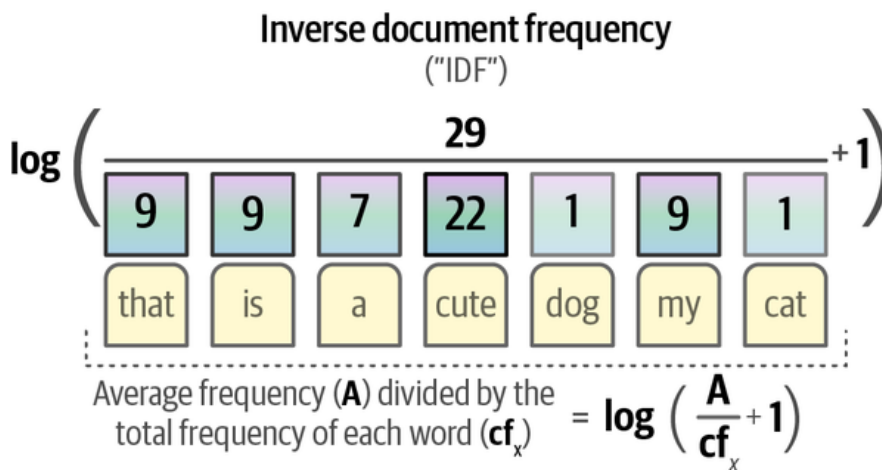 Inverse document frequency
("IDF")
29
log ( + 1 )
9 9 7 22 1 9 1
that is a cute dog my cat
Average frequency (A) divided by the
total frequency of each word (cfₓ)
= log ( A / cfₓ + 1 )